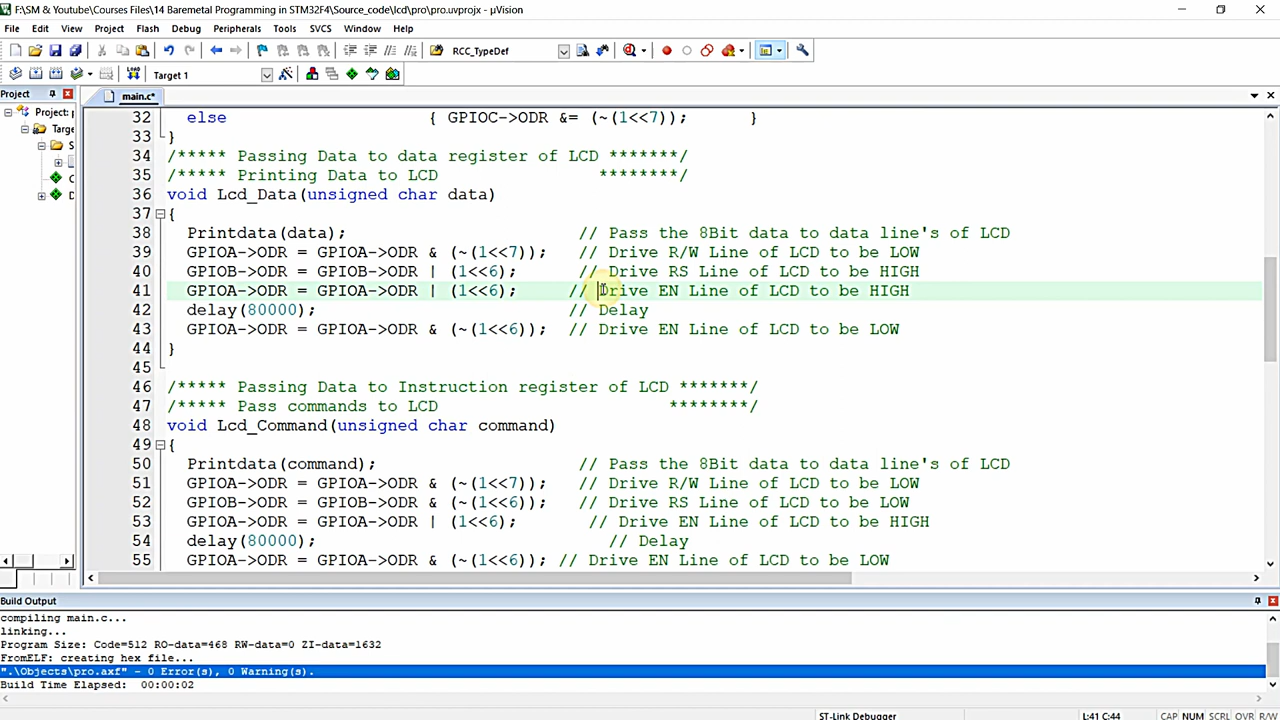 F:\SM & Youtube\Courses Files\14 Baremetal Programming in STM32F4\Source_code\lcd\pro\pro.uvprojx - µVision
File Edit View Project Flash Debug Peripherals Tools SVCS Window Help
RCC_TypeDef
Target 1
Project
main.c*
Project: p
Targe
S
C
D
32 else { GPIOC->ODR &= (~(1<<7)); }
33 }
34 /***** Passing Data to data register of LCD *******/
35 /***** Printing Data to LCD ********/
36 void Lcd_Data(unsigned char data)
37 {
38 Printdata(data); // Pass the 8Bit data to data line's of LCD
39 GPIOA->ODR = GPIOA->ODR & (~(1<<7)); // Drive R/W Line of LCD to be LOW
40 GPIOB->ODR = GPIOB->ODR | (1<<6); // Drive RS Line of LCD to be HIGH
41 GPIOA->ODR = GPIOA->ODR | (1<<6); // Drive EN Line of LCD to be HIGH
42 delay(80000); // Delay
43 GPIOA->ODR = GPIOA->ODR & (~(1<<6)); // Drive EN Line of LCD to be LOW
44 }
45
46 /***** Passing Data to Instruction register of LCD *******/
47 /***** Pass commands to LCD ********/
48 void Lcd_Command(unsigned char command)
49 {
50 Printdata(command); // Pass the 8Bit data to data line's of LCD
51 GPIOA->ODR = GPIOA->ODR & (~(1<<7)); // Drive R/W Line of LCD to be LOW
52 GPIOB->ODR = GPIOB->ODR & (~(1<<6)); // Drive RS Line of LCD to be LOW
53 GPIOA->ODR = GPIOA->ODR | (1<<6); // Drive EN Line of LCD to be HIGH
54 delay(80000); // Delay
55 GPIOA->ODR = GPIOA->ODR & (~(1<<6)); // Drive EN Line of LCD to be LOW
Build Output
compiling main.c...
linking...
Program Size: Code=512 RO-data=468 RW-data=0 ZI-data=1632
FromELF: creating hex file...
".\Objects\pro.axf" - 0 Error(s), 0 Warning(s).
Build Time Elapsed: 00:00:02
ST-Link Debugger L:41 C:44 CAP NUM SCRL OVR R/W